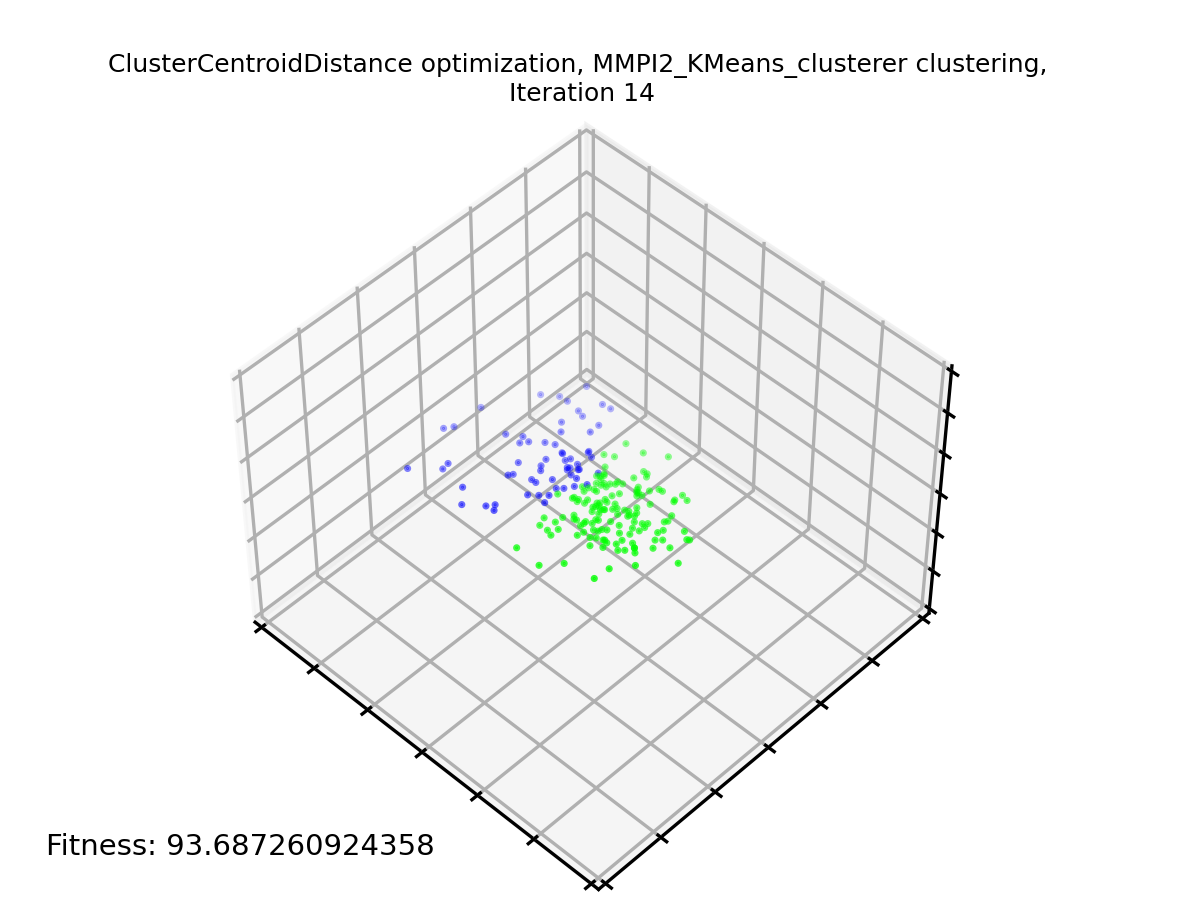 ClusterCentroidDistance optimization, MMPI2_KMeans_clusterer clustering,
Iteration 14
Fitness: 93.687260924358